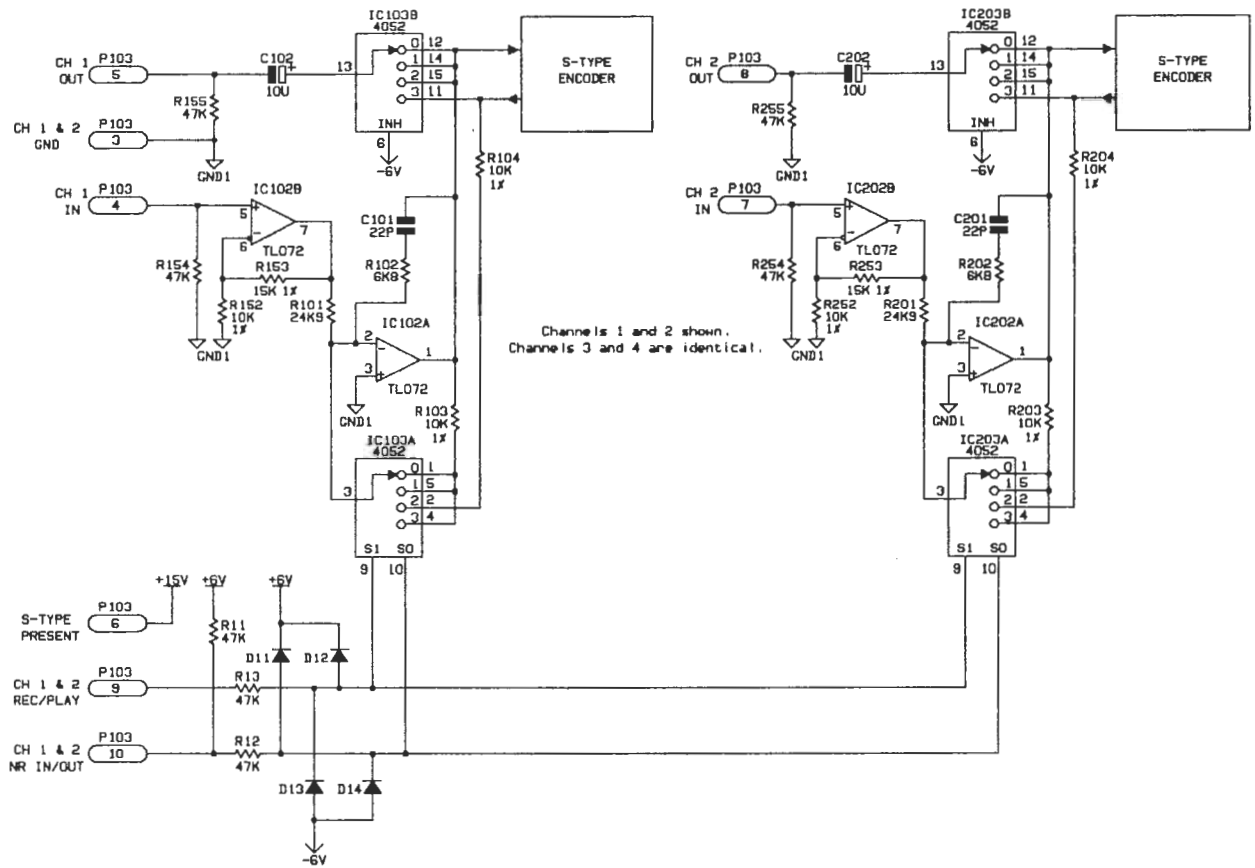 IC103B
4052
CH 1
OUT
P103
5
C102
+
10U
13
0 12
1 14
2 15
3 11
INH
6
-6V
S-TYPE
ENCODER
R155
47K
CH 1 & 2
GND
P103
3
GND1
R104
10K
1%
CH 1
IN
P103
4
IC102B
5
+
-
6
7
TL072
C101
22P
R102
6K8
R154
47K
R153
15K 1%
R152
10K
1%
R101
24K9
GND1
IC102A
2
-
3
+
1
TL072
GND1
R103
10K
1%
IC103A
4052
3
0 1
1 5
2 2
3 4
S1 S0
9 10
Channels 1 and 2 shown.
Channels 3 and 4 are identical.
IC203B
4052
CH 2
OUT
P103
8
C202
+
10U
13
0 12
1 14
2 15
3 11
INH
6
-6V
S-TYPE
ENCODER
R255
47K
GND1
R204
10K
1%
CH 2
IN
P103
7
IC202B
5
+
-
6
7
TL072
C201
22P
R202
6K8
R254
47K
R253
15K 1%
R252
10K
1%
R201
24K9
GND1
IC202A
2
-
3
+
1
TL072
GND1
R203
10K
1%
IC203A
4052
3
0 1
1 5
2 2
3 4
S1 S0
9 10
+15V
+6V
+6V
S-TYPE
PRESENT
P103
6
R11
47K
D11
D12
CH 1 & 2
REC/PLAY
P103
9
R13
47K
CH 1 & 2
NR IN/OUT
P103
10
R12
47K
D13
D14
-6V